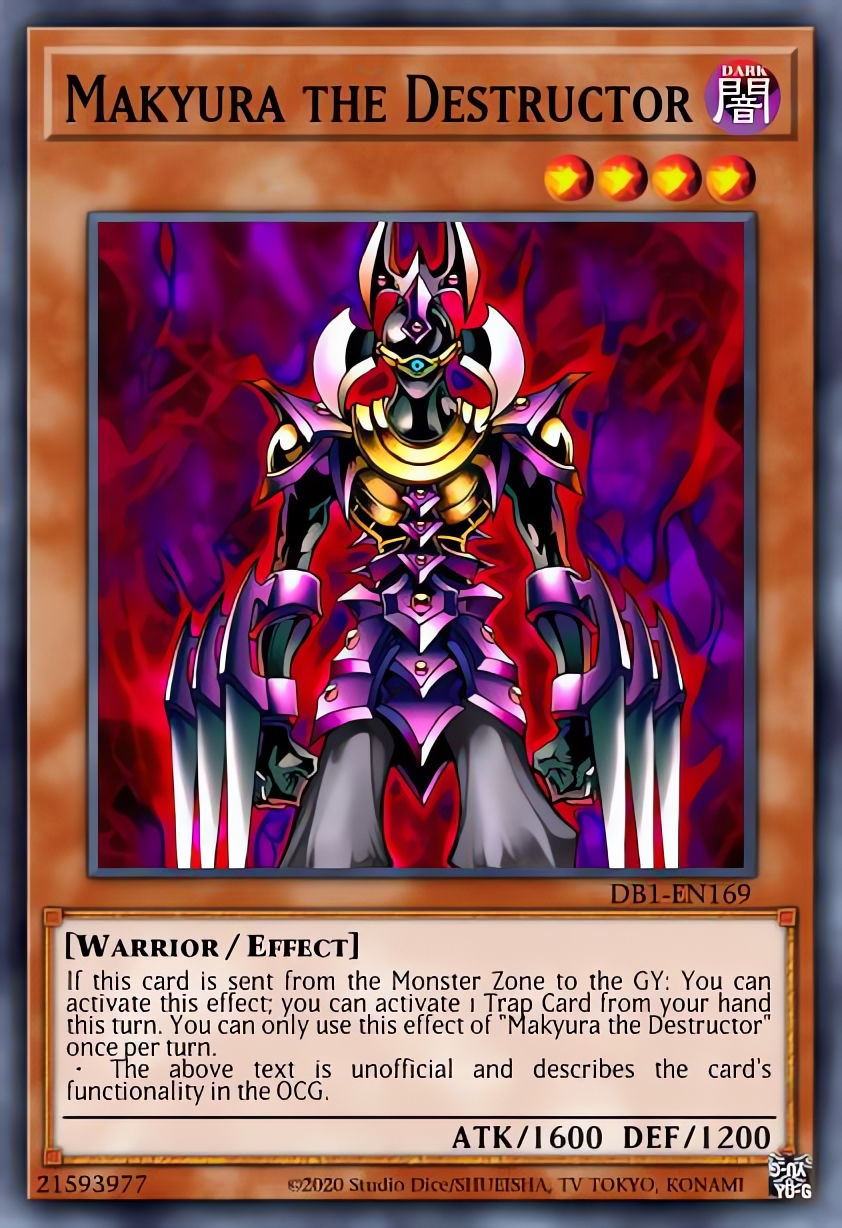 MAKYURA THE DESTRUCTOR
DARK
闇
DB1-EN169
[WARRIOR / EFFECT]
If this card is sent from the Monster Zone to the GY: You can
activate this effect; you can activate 1 Trap Card from your hand
this turn. You can only use this effect of "Makyura the Destructor"
once per turn.
· The above text is unofficial and describes the card's
functionality in the OCG.
ATK/1600 DEF/1200
21593977
©2020 Studio Dice/SHUEISHA, TV TOKYO, KONAMI